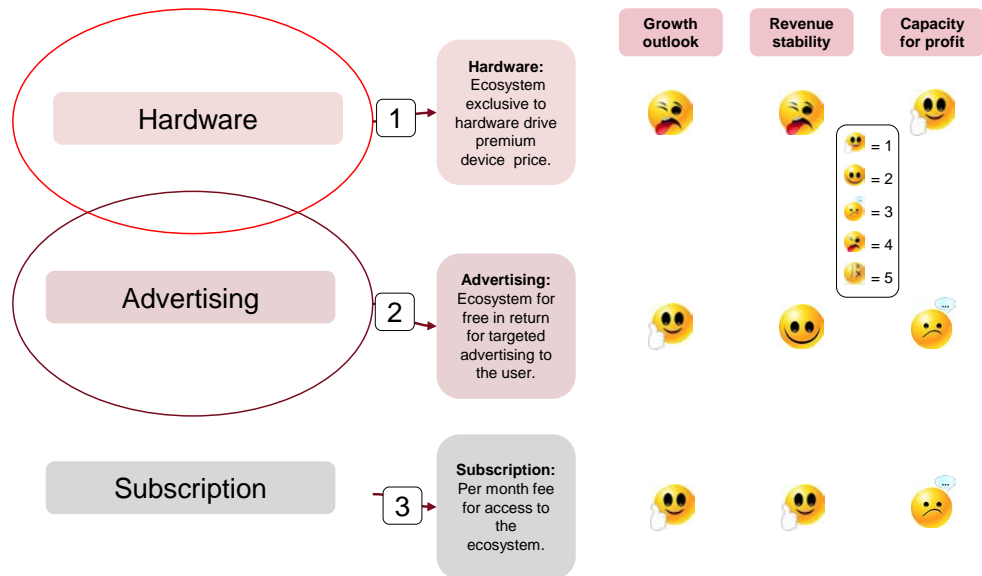 Growth
outlook
Revenue
stability
Capacity
for profit
Hardware
1
Hardware:
Ecosystem
exclusive to
hardware drive
premium
device price.
= 1
= 2
= 3
= 4
= 5
Advertising
2
Advertising:
Ecosystem for
free in return
for targeted
advertising to
the user.
...
Subscription
3
Subscription:
Per month fee
for access to
the
ecosystem.
...